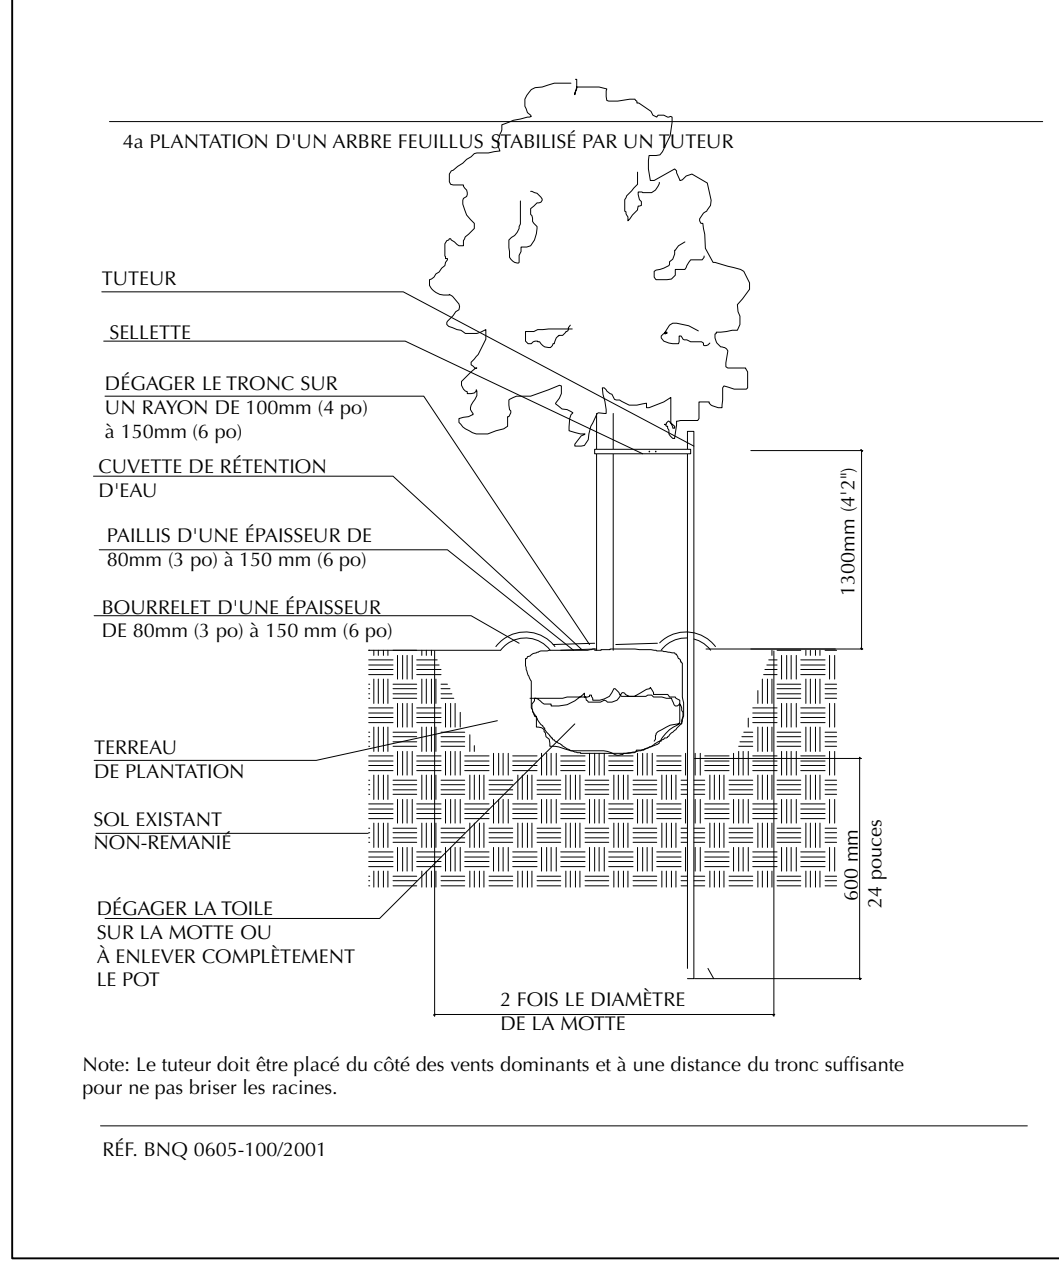 4a PLANTATION D'UN ARBRE FEUILLUS STABILISÉ PAR UN TUTEUR
TUTEUR
SELLETTE
DÉGAGER LE TRONC SUR
UN RAYON DE 100mm (4 po)
à 150mm (6 po)
CUVETTE DE RÉTENTION
D'EAU
PAILLIS D'UNE ÉPAISSEUR DE
80mm (3 po) à 150 mm (6 po)
BOURRELET D'UNE ÉPAISSEUR
DE 80mm (3 po) à 150 mm (6 po)
1300mm (4'2")
TERREAU
DE PLANTATION
SOL EXISTANT
NON-REMANIÉ
600 mm
24 pouces
DÉGAGER LA TOILE
SUR LA MOTTE OU
À ENLEVER COMPLÈTEMENT
LE POT
2 FOIS LE DIAMÈTRE
DE LA MOTTE
Note: Le tuteur doit être placé du côté des vents dominants et à une distance du tronc suffisante
pour ne pas briser les racines.
RÉF. BNQ 0605-100/2001